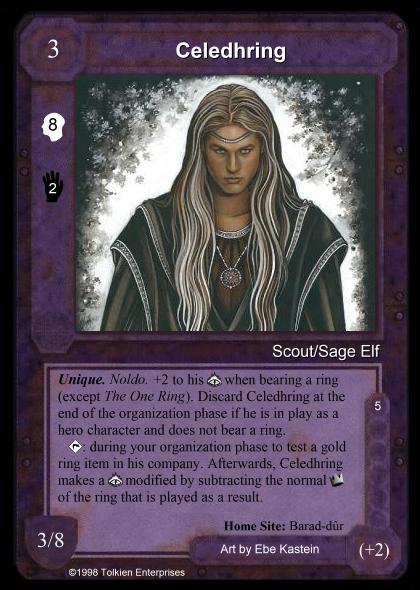 3
Celedhring
8
2
Scout/Sage Elf
Unique. Noldo. +2 to his when bearing a ring
(except The One Ring). Discard Celedhring at the
end of the organization phase if he is in play as a
hero character and does not bear a ring.
: during your organization phase to test a gold
ring item in his company. Afterwards, Celedhring
makes a modified by subtracting the normal
of the ring that is played as a result.
5
Home Site: Barad-dûr
3/8
Art by Ebe Kastein
(+2)
©1998 Tolkien Enterprises